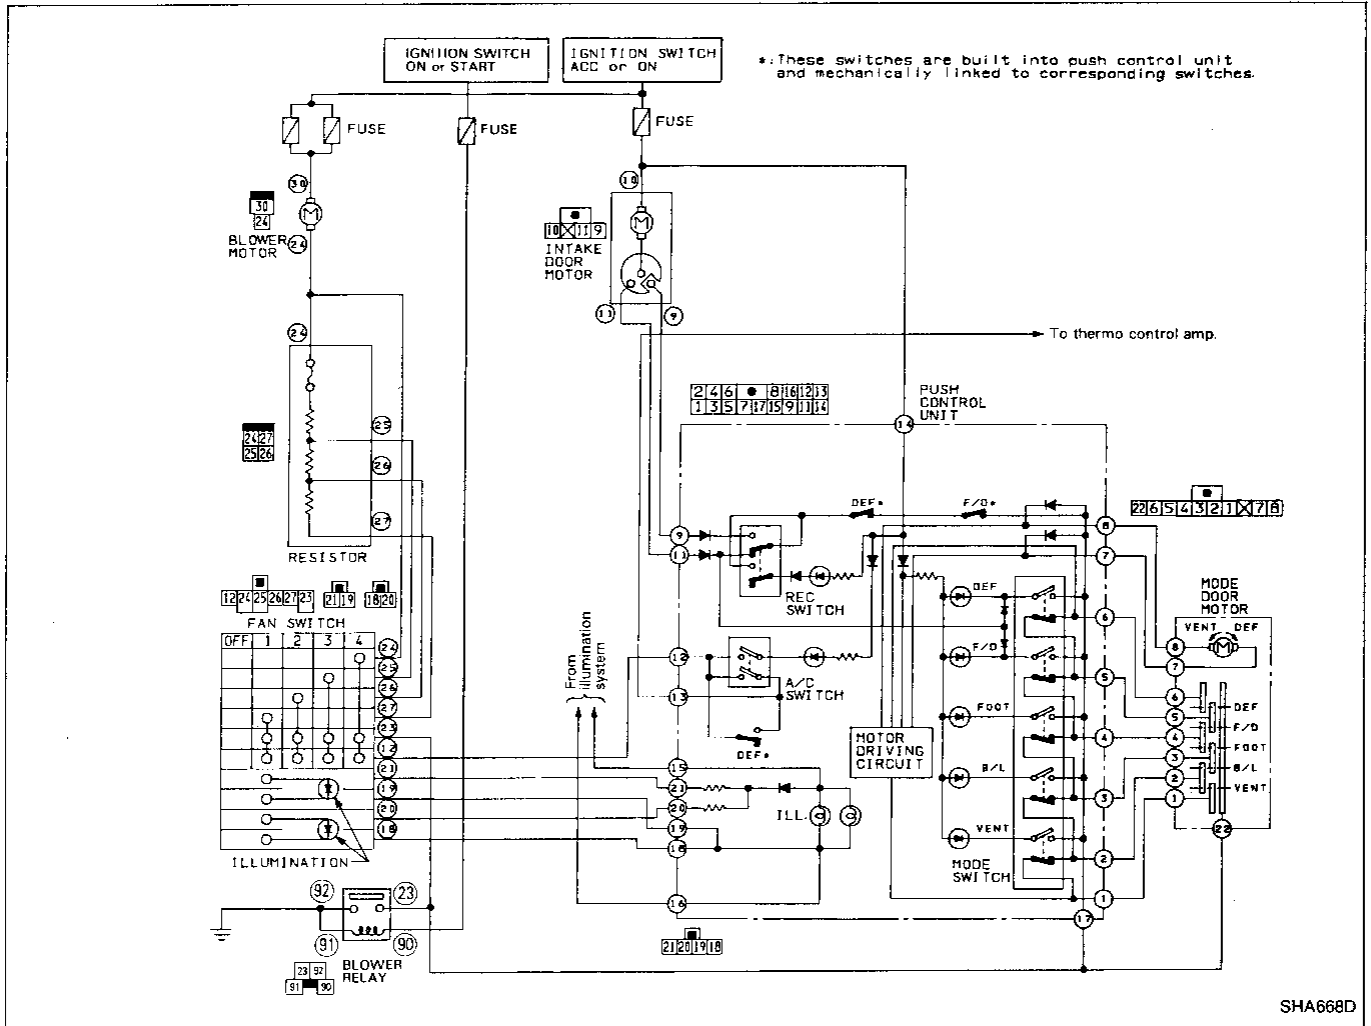 IGNITION SWITCH
ON or START
IGNITION SWITCH
ACC or ON
*:These switches are built into push control unit
and mechanically linked to corresponding switches.
FUSE
FUSE
FUSE
30
10
30
24
M
BLOWER
MOTOR
24
M
10 11 9
INTAKE
DOOR
MOTOR
11
9
24
To thermo control amp.
2 4 6 8 16 12 13
1 3 5 7 17 15 9 11 14
PUSH
CONTROL
UNIT
14
25
24 27
25 26
26
27
RESISTOR
DEF*
F/D*
22 6 5 4 3 2 1 7 8
9
8
11
7
12 24 25 26 27 23
21 19
18 20
FAN SWITCH
OFF 1 2 3 4
24
25
26
27
23
12
21
19
20
18
ILLUMINATION
REC
SWITCH
DEF
MODE
DOOR
MOTOR
VENT DEF
M
6
8
7
From
illumination
system
12
F/D
5
A/C
SWITCH
13
6
5
4
3
2
1
DEF
F/D
FOOT
B/L
VENT
FOOT
4
DEF*
MOTOR
DRIVING
CIRCUIT
15
B/L
21
3
20
ILL.
19
VENT
18
2
MODE
SWITCH
22
16
1
17
92
23
91
90
21 20 19 18
BLOWER
RELAY
23 92
91 90
SHA668D